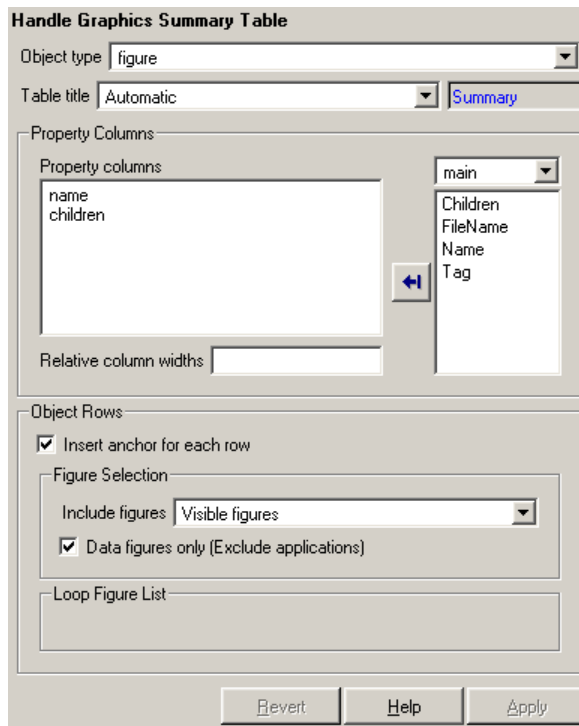 Handle Graphics Summary Table
Object type figure
Table title Automatic Summary
Property Columns
Property columns
main
name
children
Children
FileName
Name
Tag
Relative column widths
Object Rows
Insert anchor for each row
Figure Selection
Include figures Visible figures
Data figures only (Exclude applications)
Loop Figure List
Revert Help Apply